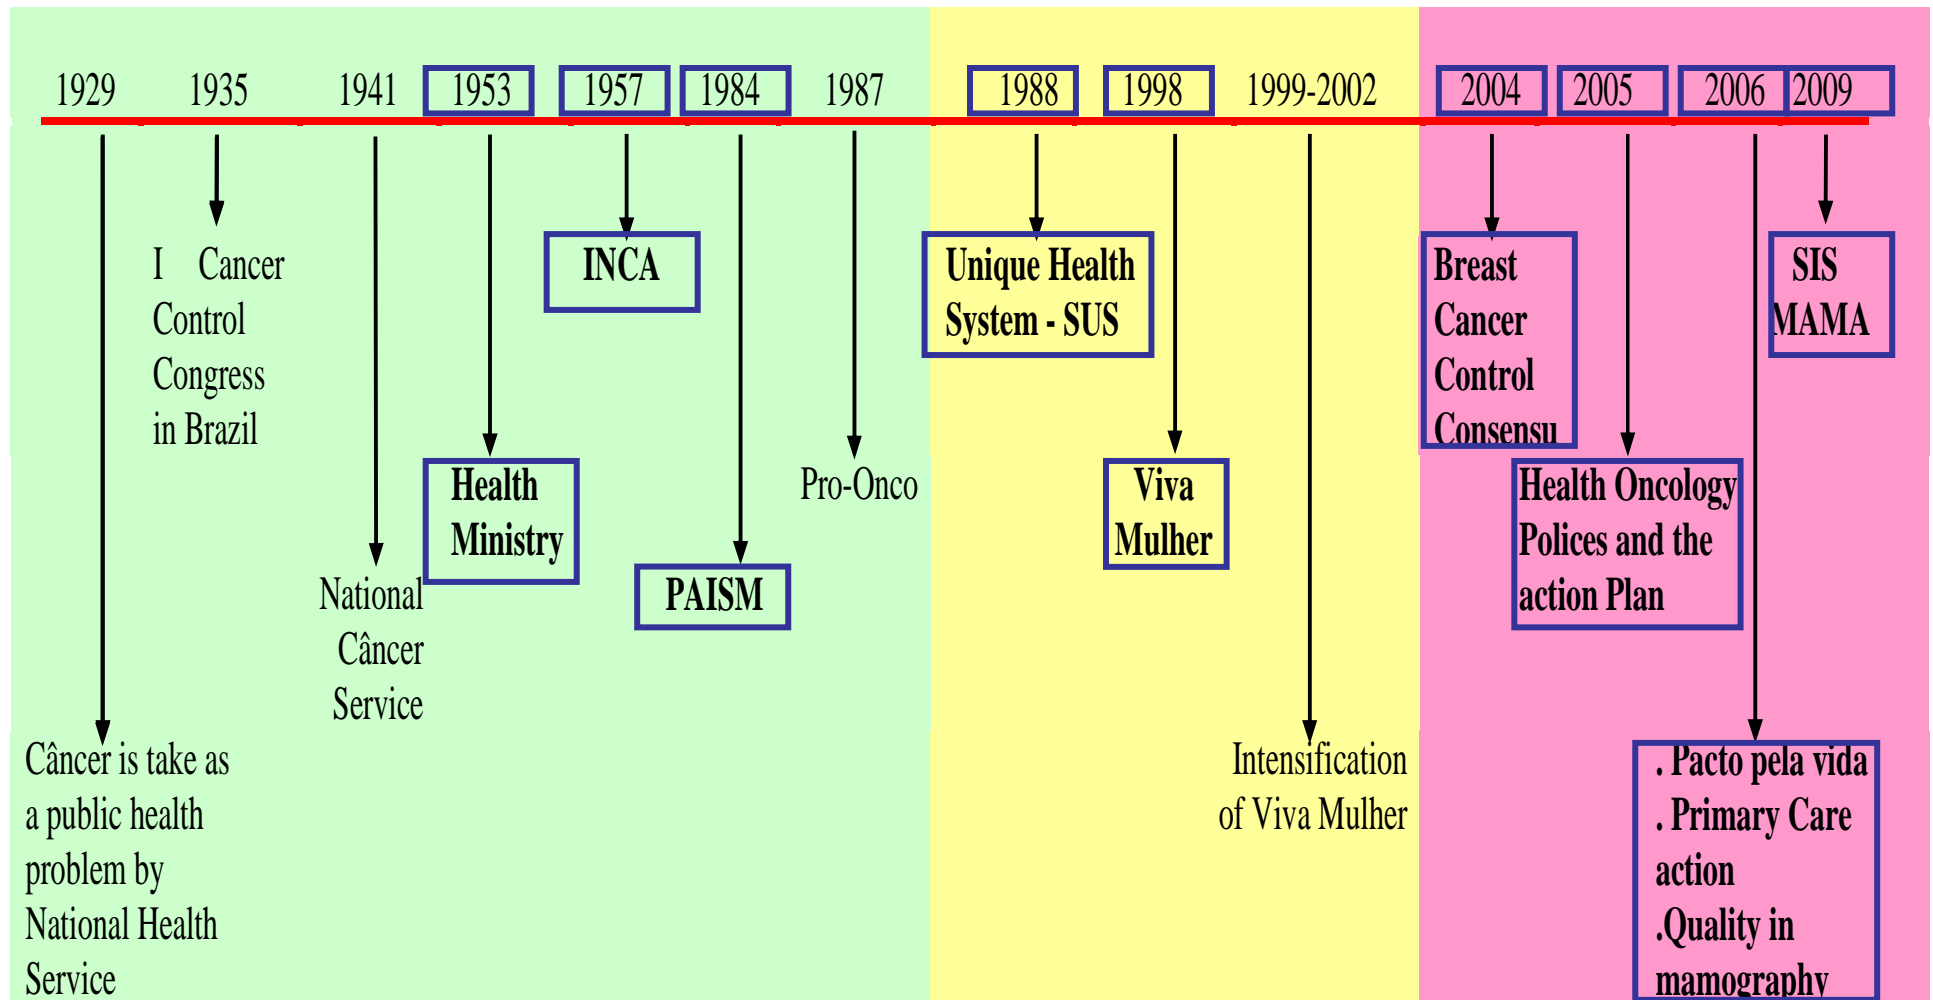 1929 1935 1941 1953 1957 1984 1987 1988 1998 1999-2002 2004 2005 2006 2009
I Cancer
Control
Congress
in Brazil
INCA
Unique Health
System - SUS
Breast
Cancer
Control
Consensu
SIS
MAMA
Health
Ministry
Pro-Onco
Viva
Mulher
Health Oncology
Polices and the
action Plan
National
Câncer
Service
PAISM
Câncer is take as
a public health
problem by
National Health
Service
Intensification
of Viva Mulher
. Pacto pela vida
. Primary Care
action
.Quality in
mamography